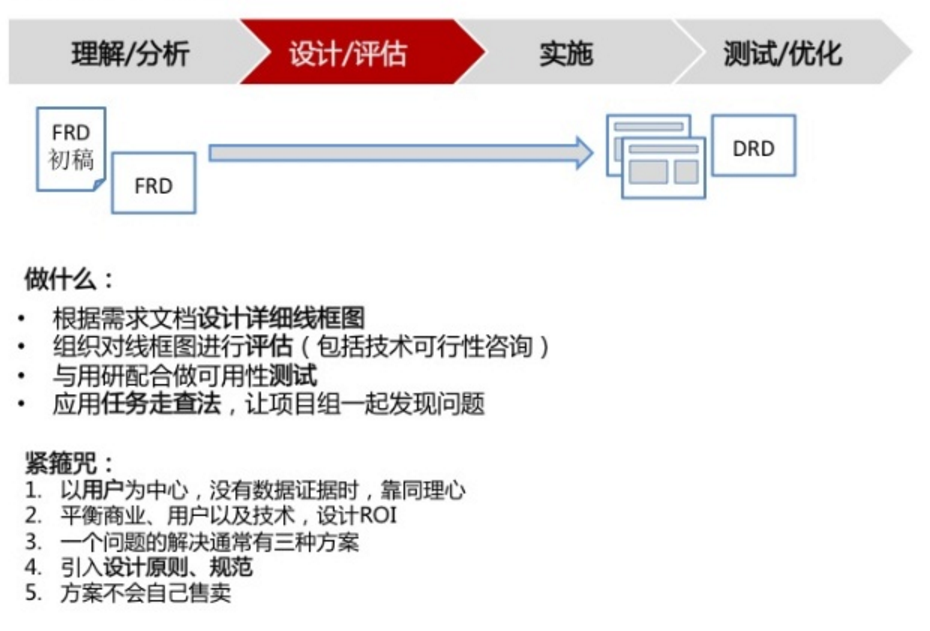 理解/分析
设计/评估
实施
测试/优化
FRD
初稿
FRD
DRD
做什么：
• 根据需求文档设计详细线框图
• 组织对线框图进行评估（包括技术可行性咨询）
• 与用研配合做可用性测试
• 应用任务走查法，让项目组一起发现问题
紧箍咒：
1. 以用户为中心，没有数据证据时，靠同理心
2. 平衡商业、用户以及技术，设计ROI
3. 一个问题的解决通常有三种方案
4. 引入设计原则、规范
5. 方案不会自己售卖